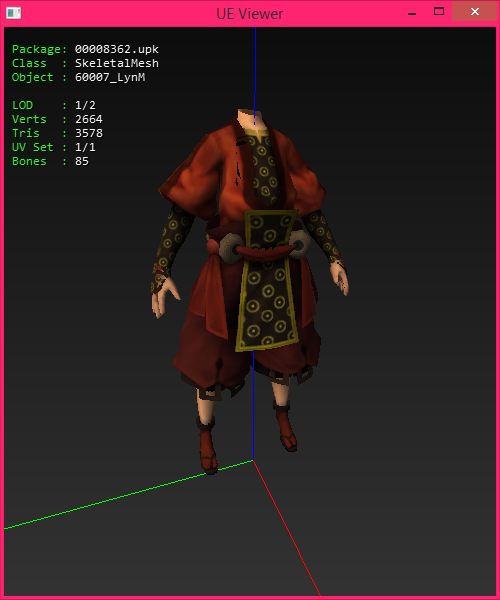 UE Viewer
Package: 00008362.upk
Class : SkeletalMesh
Object : 60007_LynM
LOD : 1/2
Verts : 2664
Tris : 3578
UV Set : 1/1
Bones : 85